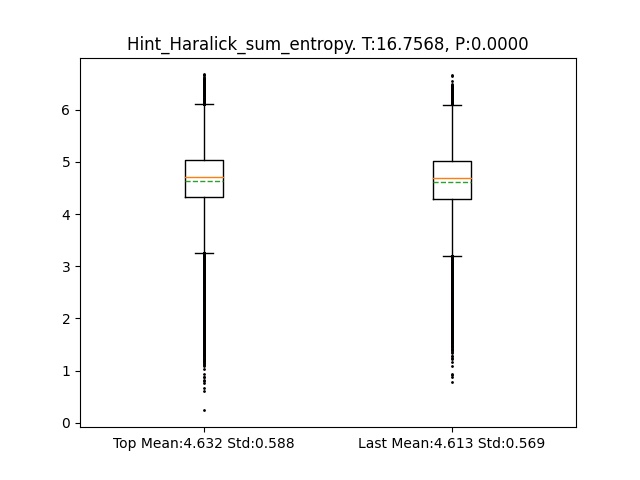 Hint_Haralick_sum_entropy. T:16.7568, P:0.0000
6
5
4
3
2
1
0
Top Mean:4.632 Std:0.588
Last Mean:4.613 Std:0.569